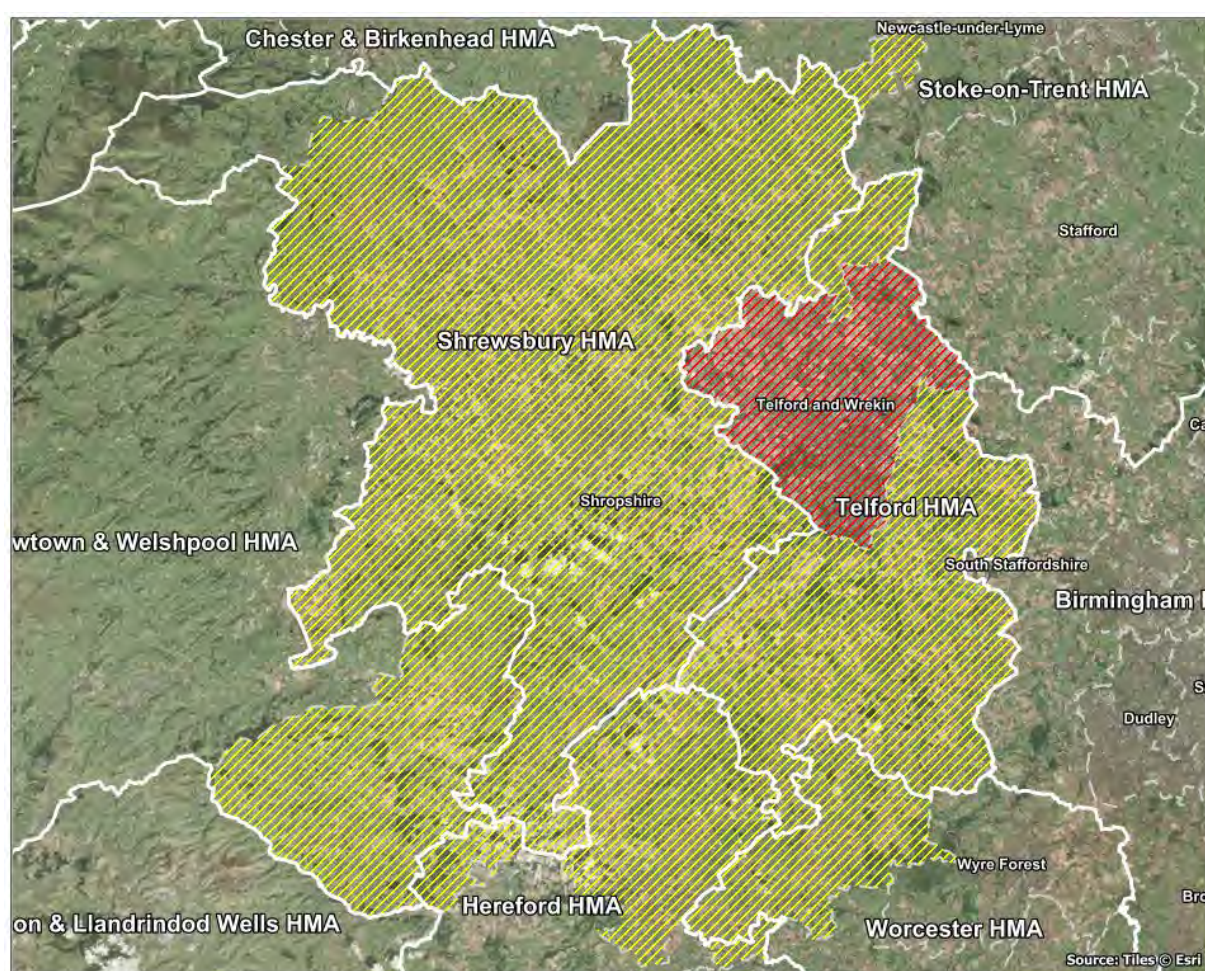 Newcastle-under-Lyme
Chester & Birkenhead HMA
Stoke-on-Trent HMA
Stafford
Shrewsbury HMA
Telford and Wrekin
Ca
Shropshire
Telford HMA
wtown & Welshpool HMA
South Staffordshire
Birmingham
S
Dudley
Wyre Forest
Bro
Hereford HMA
on & Llandrindod Wells HMA
Worcester HMA
Source: Tiles © Esri